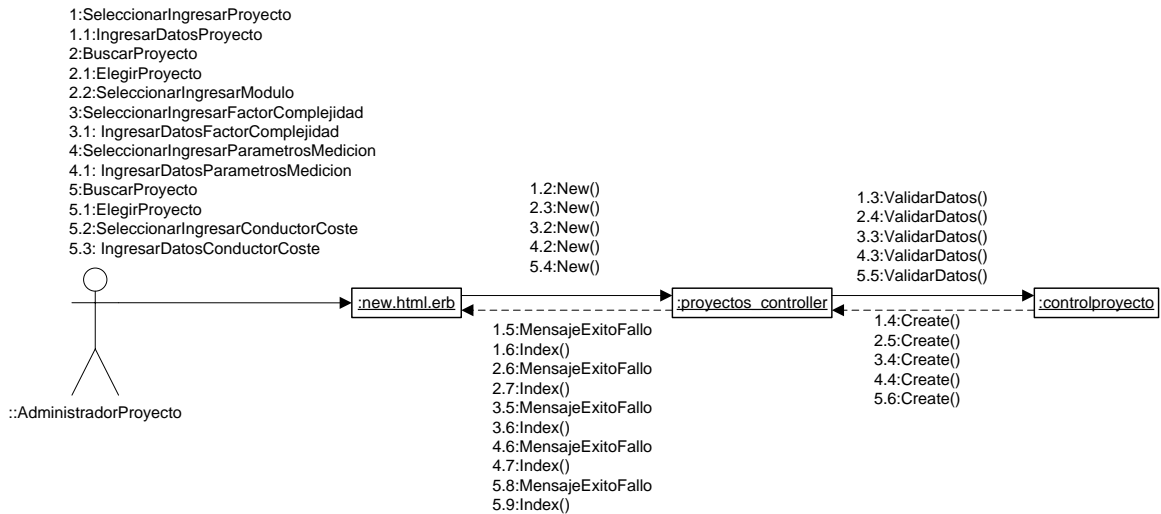 1:SeleccionarIngresarProyecto
1.1:IngresarDatosProyecto
2:BuscarProyecto
2.1:ElegirProyecto
2.2:SeleccionarIngresarModulo
3:SeleccionarIngresarFactorComplejidad
3.1: IngresarDatosFactorComplejidad
4:SeleccionarIngresarParametrosMedicion
4.1: IngresarDatosParametrosMedicion
5:BuscarProyecto
5.1:ElegirProyecto
5.2:SeleccionarIngresarConductorCoste
5.3: IngresarDatosConductorCoste
::AdministradorProyecto
:new.html.erb
1.2:New()
2.3:New()
3.2:New()
4.2:New()
5.4:New()
1.5:MensajeExitoFallo
1.6:Index()
2.6:MensajeExitoFallo
2.7:Index()
3.5:MensajeExitoFallo
3.6:Index()
4.6:MensajeExitoFallo
4.7:Index()
5.8:MensajeExitoFallo
5.9:Index()
:proyectos_controller
1.3:ValidarDatos()
2.4:ValidarDatos()
3.3:ValidarDatos()
4.3:ValidarDatos()
5.5:ValidarDatos()
1.4:Create()
2.5:Create()
3.4:Create()
4.4:Create()
5.6:Create()
:controlproyecto